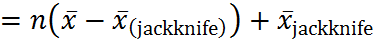 = n(x̄ − x̄₍jackknife₎) + x̄jackknife